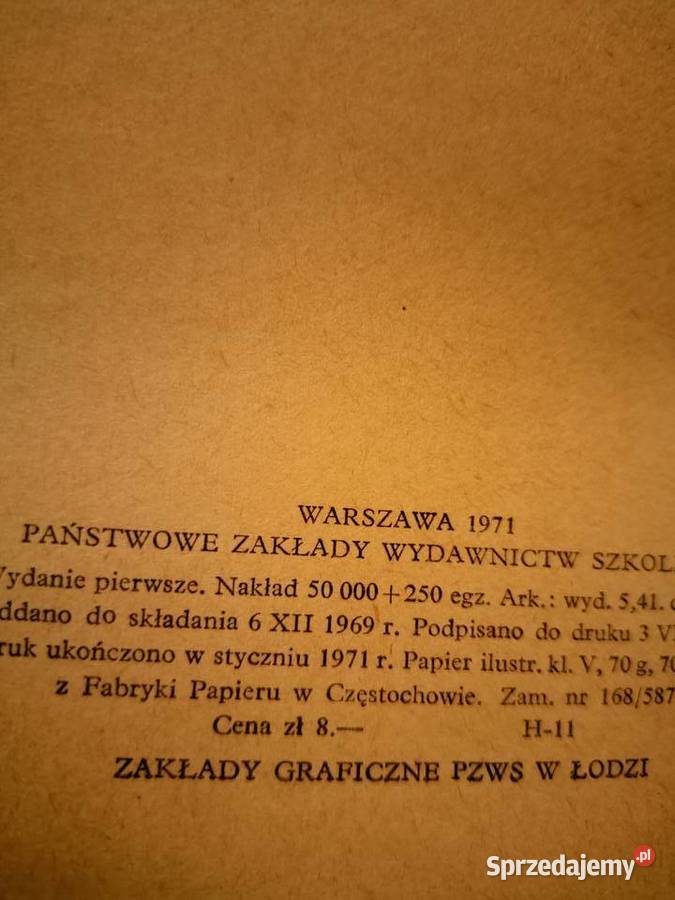 WARSZAWA 1971
PAŃSTWOWE ZAKŁADY WYDAWNICTW SZKOL
ydanie pierwsze. Nakład 50 000+250 egz. Ark.: wyd. 5,41.
ddano do składania 6 XII 1969 r. Podpisano do druku 3 V
ruk ukończono w styczniu 1971 r. Papier ilustr. kl. V, 70 g, 70
z Fabryki Papieru w Częstochowie. Zam. nr 168/587
Cena zł 8.— H-11
ZAKŁADY GRAFICZNE PZWS W ŁODZI
Sprzedajemy.pl